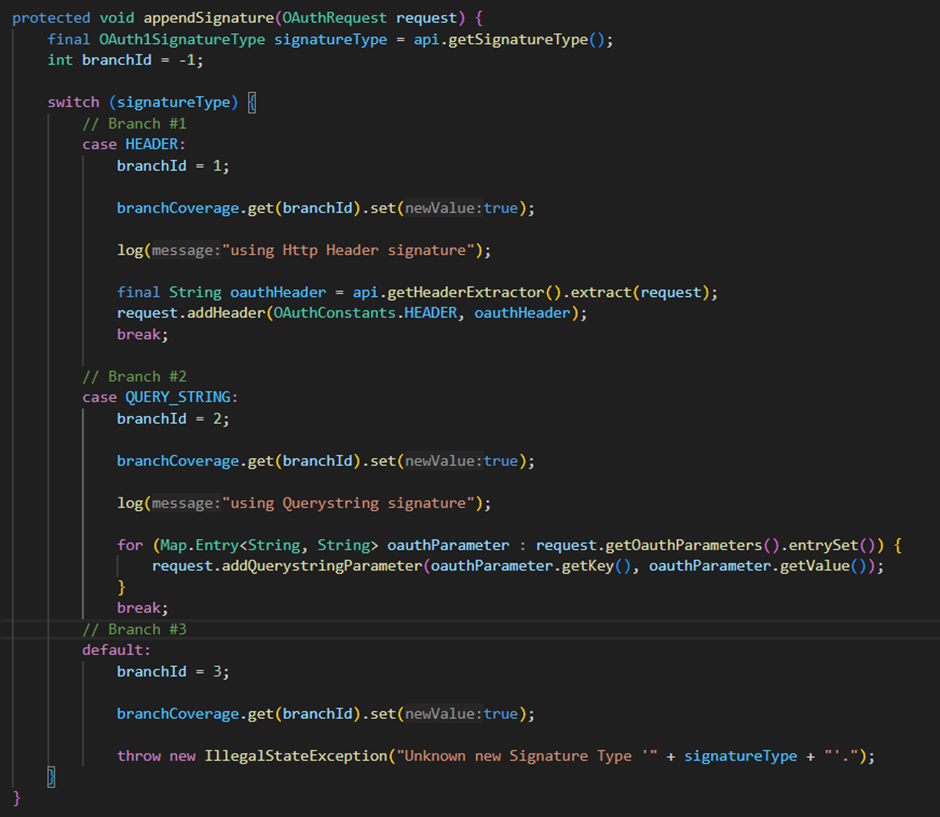 protected void appendSignature(OAuthRequest request) {
    final OAuth1SignatureType signatureType = api.getSignatureType();
    int branchId = -1;

    switch (signatureType) {
        // Branch #1
        case HEADER:
            branchId = 1;

            branchCoverage.get(branchId).set(newValue:true);

            log(message:"using Http Header signature");

            final String oauthHeader = api.getHeaderExtractor().extract(request);
            request.addHeader(OAuthConstants.HEADER, oauthHeader);
            break;

        // Branch #2
        case QUERY_STRING:
            branchId = 2;

            branchCoverage.get(branchId).set(newValue:true);

            log(message:"using Querystring signature");

            for (Map.Entry<String, String> oauthParameter : request.getOauthParameters().entrySet()) {
                request.addQuerystringParameter(oauthParameter.getKey(), oauthParameter.getValue());
            }
            break;
        // Branch #3
        default:
            branchId = 3;

            branchCoverage.get(branchId).set(newValue:true);

            throw new IllegalStateException("Unknown new Signature Type '" + signatureType + "'.");
    }
}